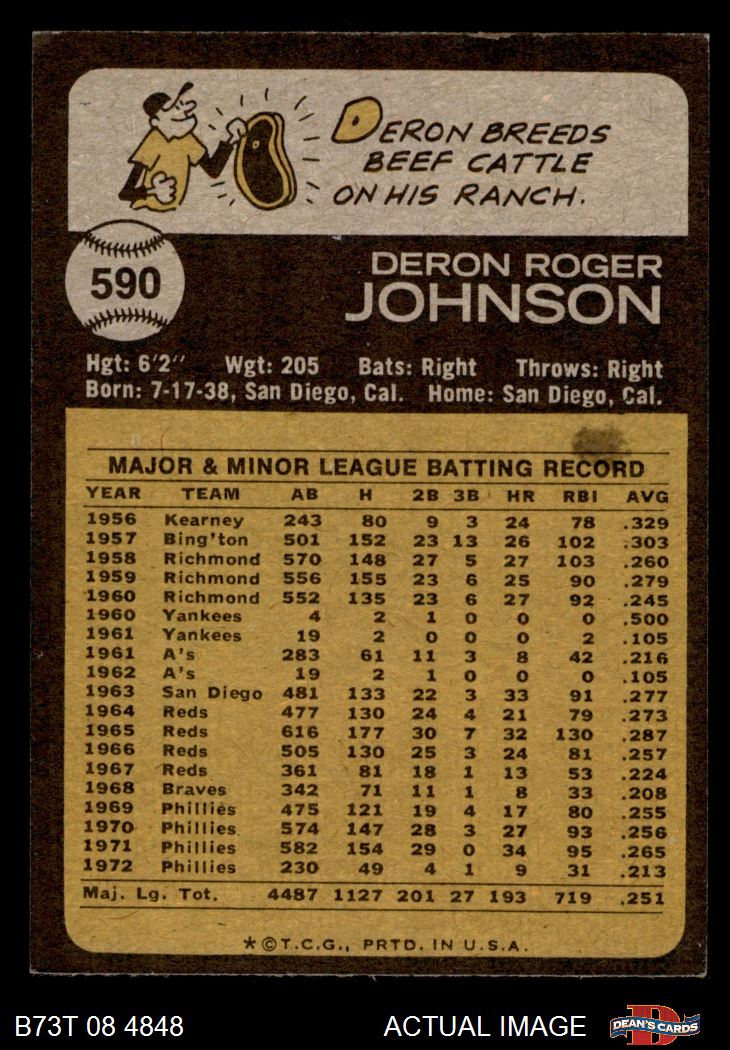 DERON BREEDS
BEEF CATTLE
ON HIS RANCH.
590
DERON ROGER
JOHNSON
Hgt: 6'2" Wgt: 205 Bats: Right Throws: Right
Born: 7-17-38, San Diego, Cal. Home: San Diego, Cal.
MAJOR & MINOR LEAGUE BATTING RECORD
YEAR TEAM AB H 2B 3B HR RBI AVG
1956 Kearney 243 80 9 3 24 78 .329
1957 Bing'ton 501 152 23 13 26 102 .303
1958 Richmond 570 148 27 5 27 103 .260
1959 Richmond 556 155 23 6 25 90 .279
1960 Richmond 552 135 23 6 27 92 .245
1960 Yankees 4 2 1 0 0 0 .500
1961 Yankees 19 2 0 0 0 2 .105
1961 A's 283 61 11 3 8 42 .216
1962 A's 19 2 1 0 0 0 .105
1963 San Diego 481 133 22 3 33 91 .277
1964 Reds 477 130 24 4 21 79 .273
1965 Reds 616 177 30 7 32 130 .287
1966 Reds 505 130 25 3 24 81 .257
1967 Reds 361 81 18 1 13 53 .224
1968 Braves 342 71 11 1 8 33 .208
1969 Phillies 475 121 19 4 17 80 .255
1970 Phillies 574 147 28 3 27 93 .256
1971 Phillies 582 154 29 0 34 95 .265
1972 Phillies 230 49 4 1 9 31 .213
Maj. Lg. Tot. 4487 1127 201 27 193 719 .251
*©T.C.G., PRTD. IN U.S.A.
B73T 08 4848 ACTUAL IMAGE DEAN'S CARDS